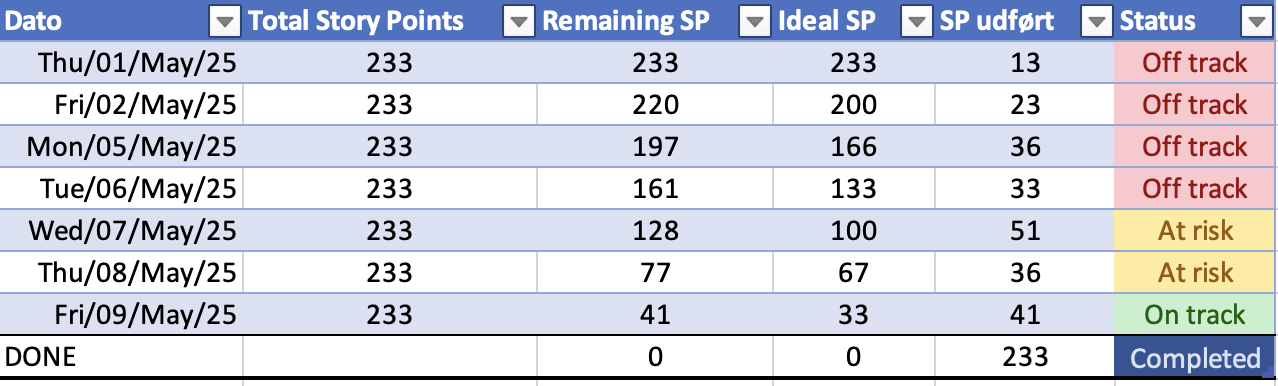 Dato Total Story Points Remaining SP Ideal SP SP udført Status
Thu/01/May/25 233 233 233 13 Off track
Fri/02/May/25 233 220 200 23 Off track
Mon/05/May/25 233 197 166 36 Off track
Tue/06/May/25 233 161 133 33 Off track
Wed/07/May/25 233 128 100 51 At risk
Thu/08/May/25 233 77 67 36 At risk
Fri/09/May/25 233 41 33 41 On track
DONE 0 0 233 Completed